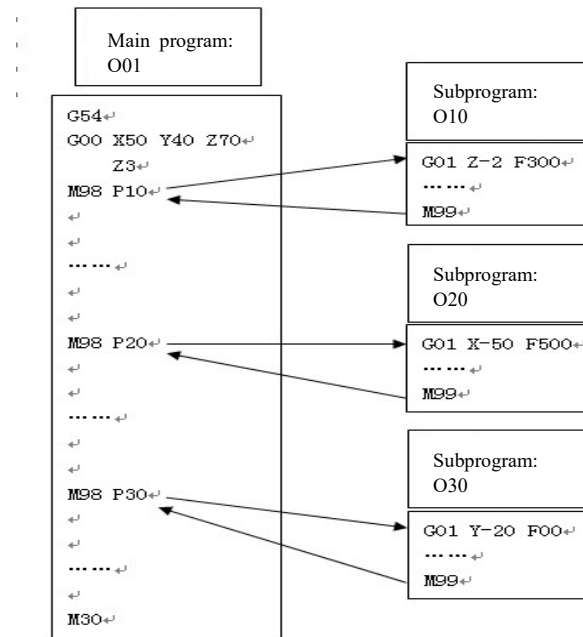 Main program:
O01
G54↵
G00 X50 Y40 Z70↵
Z3↵
M98 P10↵
↵
↵
……↵
↵
↵
M98 P20↵
↵
↵
……↵
↵
↵
M98 P30↵
↵
↵
……↵
↵
M30↵
Subprogram:
O10
G01 Z-2 F300↵
……↵
M99↵
Subprogram:
O20
G01 X-50 F500↵
……↵
M99↵
Subprogram:
O30
G01 Y-20 F00↵
……↵
M99↵